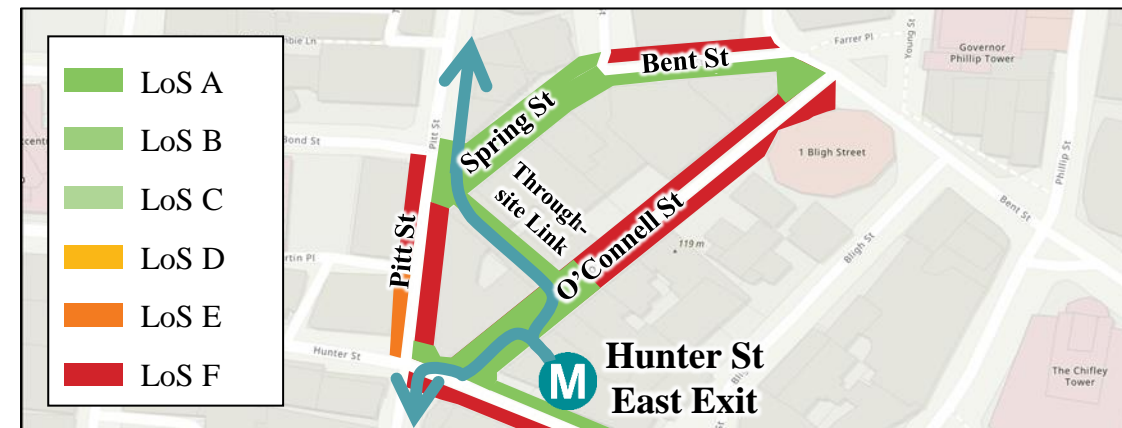 LoS A
LoS B
LoS C
LoS D
LoS E
LoS F
Pitt St
Bond St
Spring St
Bent St
Farrer Pl
Young St
Governor
Phillip Tower
1 Bligh Street
Phillip St
Bent St
Through-
site Link
O'Connell St
119 m
Bligh St
Pitt St
Hunter St
M
Hunter St
East Exit
The Chifley
Tower